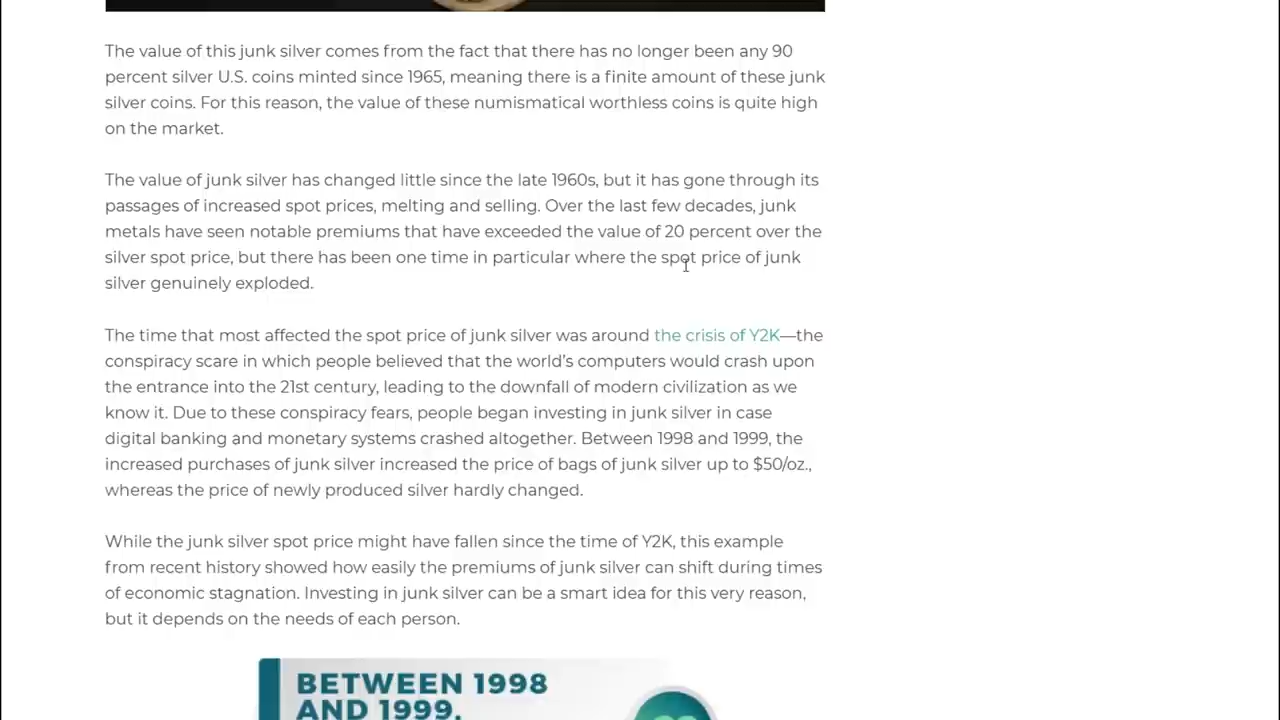 The value of this junk silver comes from the fact that there has no longer been any 90
percent silver U.S. coins minted since 1965, meaning there is a finite amount of these junk
silver coins. For this reason, the value of these numismatical worthless coins is quite high
on the market.
The value of junk silver has changed little since the late 1960s, but it has gone through its
passages of increased spot prices, melting and selling. Over the last few decades, junk
metals have seen notable premiums that have exceeded the value of 20 percent over the
silver spot price, but there has been one time in particular where the spot price of junk
silver genuinely exploded.
The time that most affected the spot price of junk silver was around the crisis of Y2K—the
conspiracy scare in which people believed that the world’s computers would crash upon
the entrance into the 21st century, leading to the downfall of modern civilization as we
know it. Due to these conspiracy fears, people began investing in junk silver in case
digital banking and monetary systems crashed altogether. Between 1998 and 1999, the
increased purchases of junk silver increased the price of bags of junk silver up to $50/oz.,
whereas the price of newly produced silver hardly changed.
While the junk silver spot price might have fallen since the time of Y2K, this example
from recent history showed how easily the premiums of junk silver can shift during times
of economic stagnation. Investing in junk silver can be a smart idea for this very reason,
but it depends on the needs of each person.
BETWEEN 1998
AND 1999,